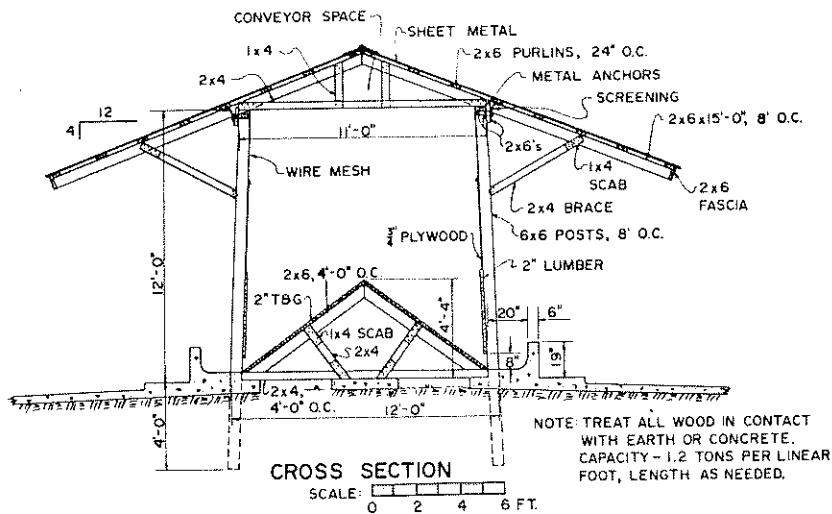 CONVEYOR SPACE
SHEET METAL
1x4
2x6 PURLINS, 24" O.C.
2x4
METAL ANCHORS
SCREENING
12
4
2x6x15'-0", 8' O.C.
11'-0"
2x6's
WIRE MESH
1x4
SCAB
2x6
FASCIA
2x4 BRACE
PLYWOOD
6x6 POSTS, 8' O.C.
12'-0"
2" LUMBER
2x6, 4'-0" O.C.
2" T&G
4'-4"
20"
6"
1x4 SCAB
2x4
8"
19"
2x4,
4'-0" O.C.
12'-0"
4'-0"
NOTE: TREAT ALL WOOD IN CONTACT
WITH EARTH OR CONCRETE.
CAPACITY - 1.2 TONS PER LINEAR
FOOT, LENGTH AS NEEDED.
CROSS SECTION
SCALE:
0 2 4 6 FT.